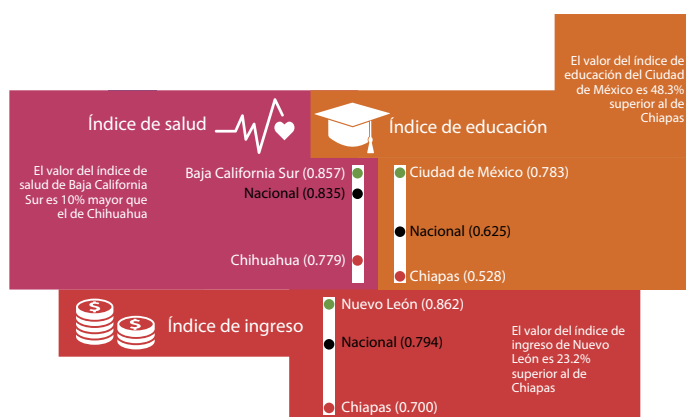 El valor del índice de
educación del Ciudad
de México es 48.3%
superior al de
Chiapas
Índice de salud
Índice de educación
El valor del índice de
salud de Baja California
Sur es 10% mayor que
el de Chihuahua
Baja California Sur (0.857)
Nacional (0.835)
Chihuahua (0.779)
Ciudad de México (0.783)
Nacional (0.625)
Chiapas (0.528)
$
$
Índice de ingreso
Nuevo León (0.862)
Nacional (0.794)
Chiapas (0.700)
El valor del índice de
ingreso de Nuevo
León es 23.2%
superior al de
Chiapas